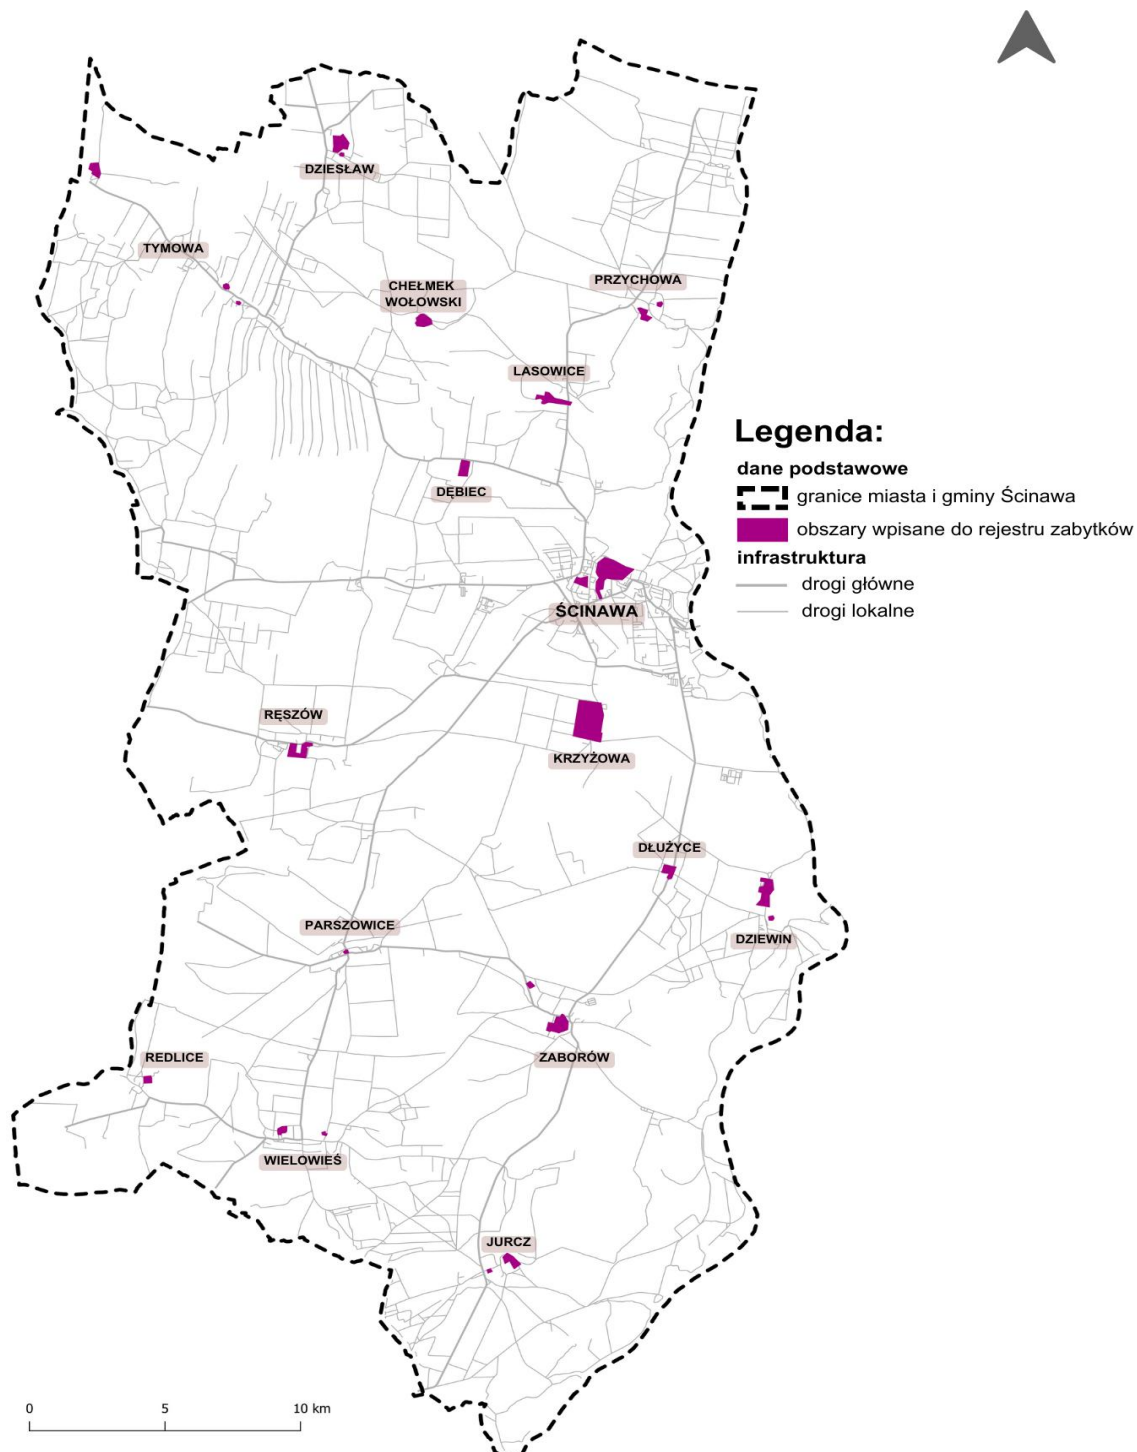 DZIESŁAW
TYMOWA
CHEŁMEK
WOŁOWSKI
PRZYCHOWA
LASOWICE
DĘBIEC
ŚCINAWA
RĘSZÓW
KRZYŻOWA
DŁUŻYCE
PARSZOWICE
DZIEWIN
ZABORÓW
REDLICE
WIELOWIEŚ
JURCZ
Legenda:
dane podstawowe
granice miasta i gminy Ścinawa
obszary wpisane do rejestru zabytków
infrastruktura
drogi główne
drogi lokalne
0 5 10 km